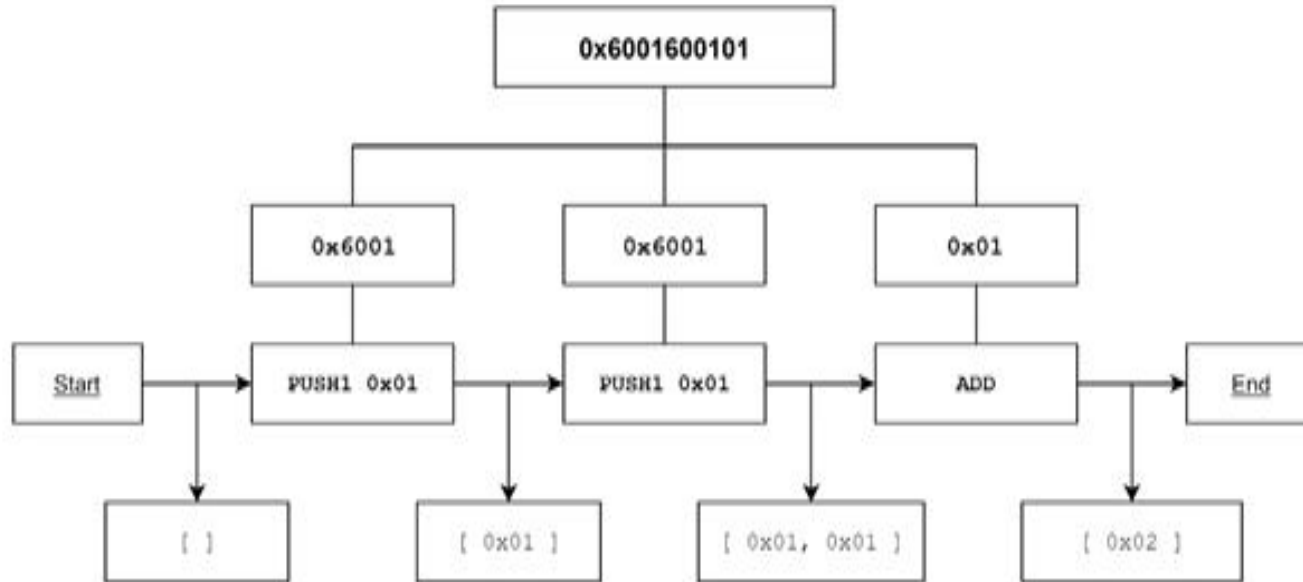 0x6001600101
0x6001
0x6001
0x01
Start
PUSH1 0x01
PUSH1 0x01
ADD
End
[ ]
[ 0x01 ]
[ 0x01, 0x01 ]
[ 0x02 ]